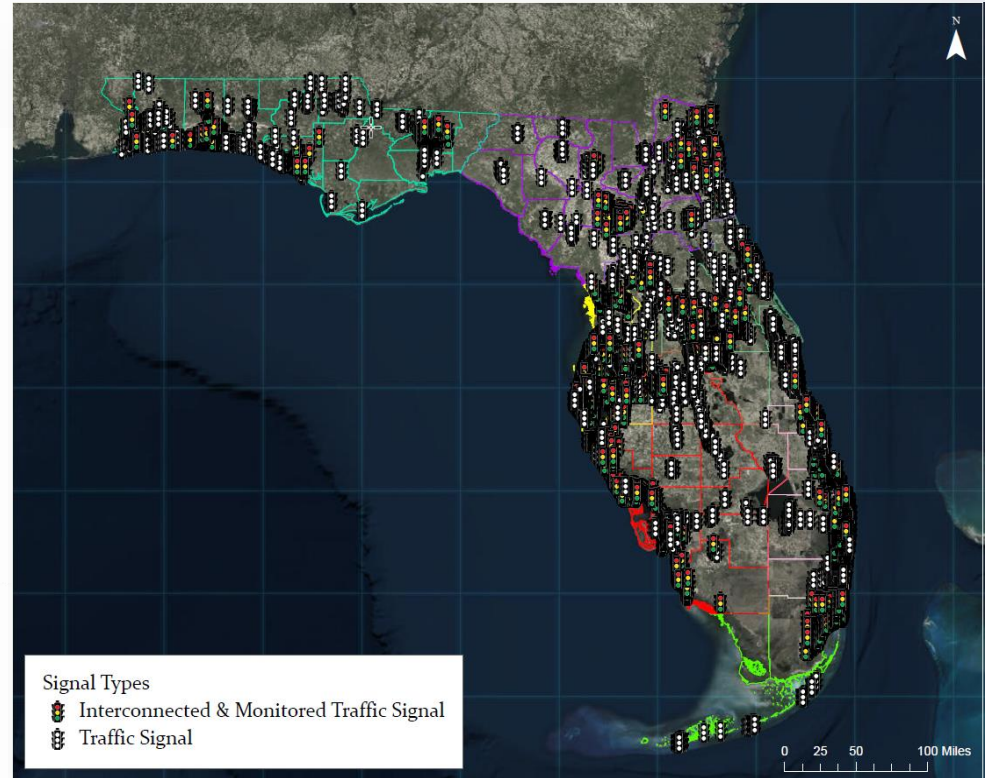 N
Signal Types
Interconnected & Monitored Traffic Signal
Traffic Signal
0 25 50 100 Miles